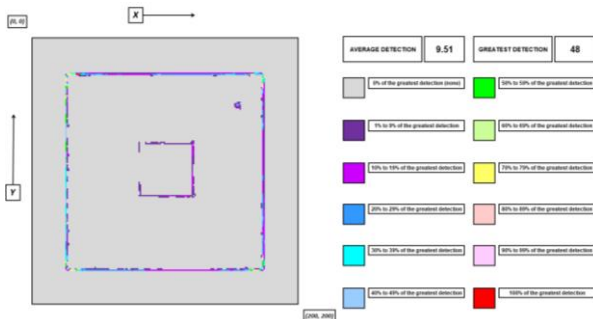 X
(0, 0)
AVERAGE DETECTION 9.51 GREATEST DETECTION 48
0% of the greatest detection (none) 50% to 59% of the greatest detection
1% to 9% of the greatest detection 60% to 69% of the greatest detection
10% to 19% of the greatest detection 70% to 79% of the greatest detection
Y
20% to 29% of the greatest detection 80% to 89% of the greatest detection
30% to 39% of the greatest detection 90% to 99% of the greatest detection
40% to 49% of the greatest detection 100% of the greatest detection
(200, 200)